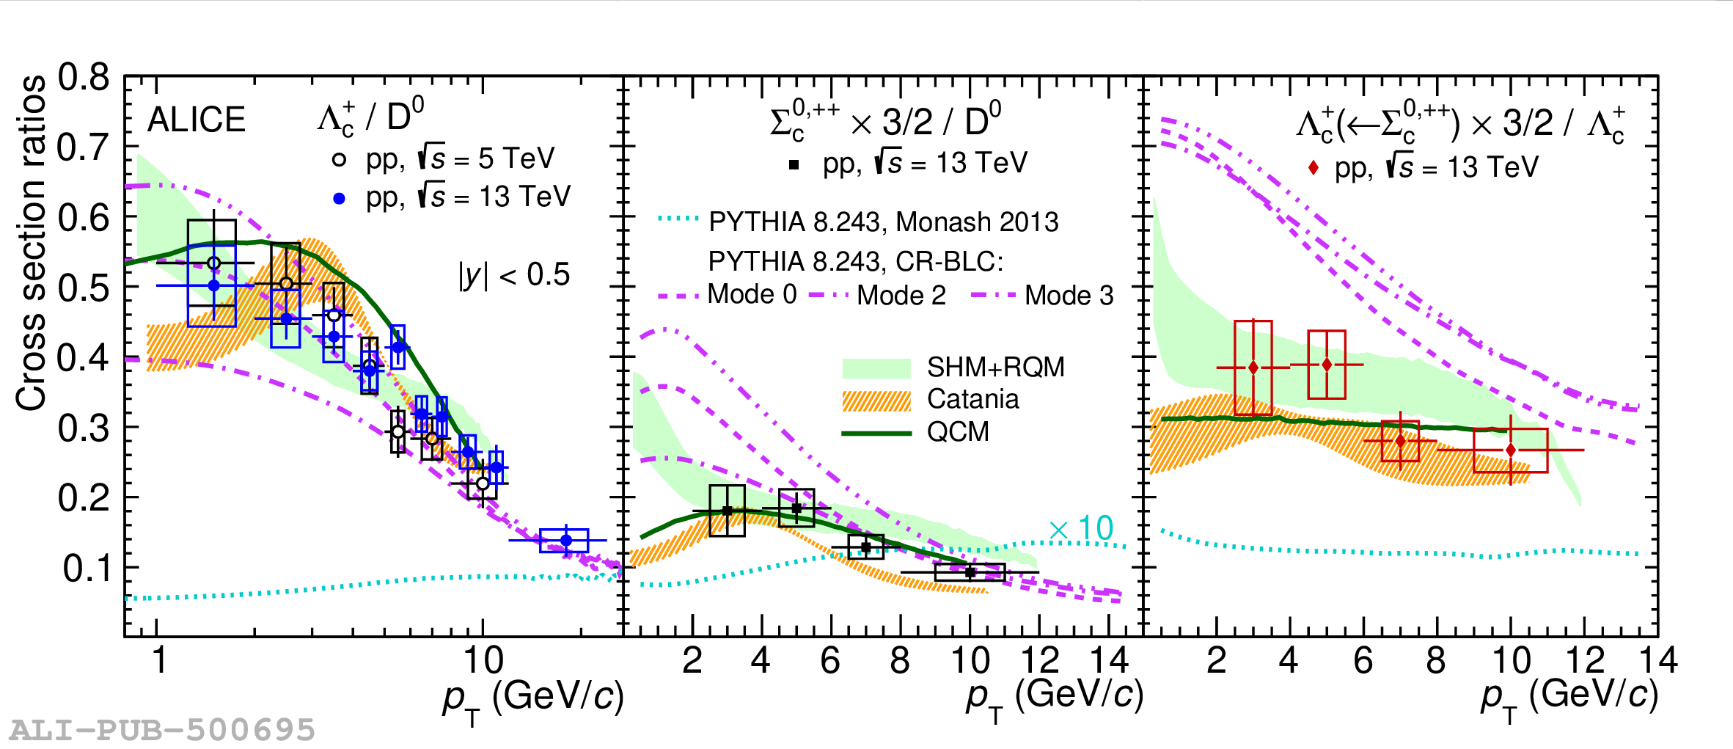 Cross section ratios
0.8
0.7
0.6
0.5
0.4
0.3
0.2
0.1
ALICE
Λc+ / D0
pp, √s = 5 TeV
pp, √s = 13 TeV
|y| < 0.5
1 10
pT (GeV/c)
Σc0,++ × 3/2 / D0
pp, √s = 13 TeV
PYTHIA 8.243, Monash 2013
PYTHIA 8.243, CR-BLC:
Mode 0 Mode 2 Mode 3
SHM+RQM
Catania
QCM
× 10
2 4 6 8 10 12 14
pT (GeV/c)
Λc+(←Σc0,++) × 3/2 / Λc+
pp, √s = 13 TeV
2 4 6 8 10 12 14
pT (GeV/c)
ALI−PUB−500695